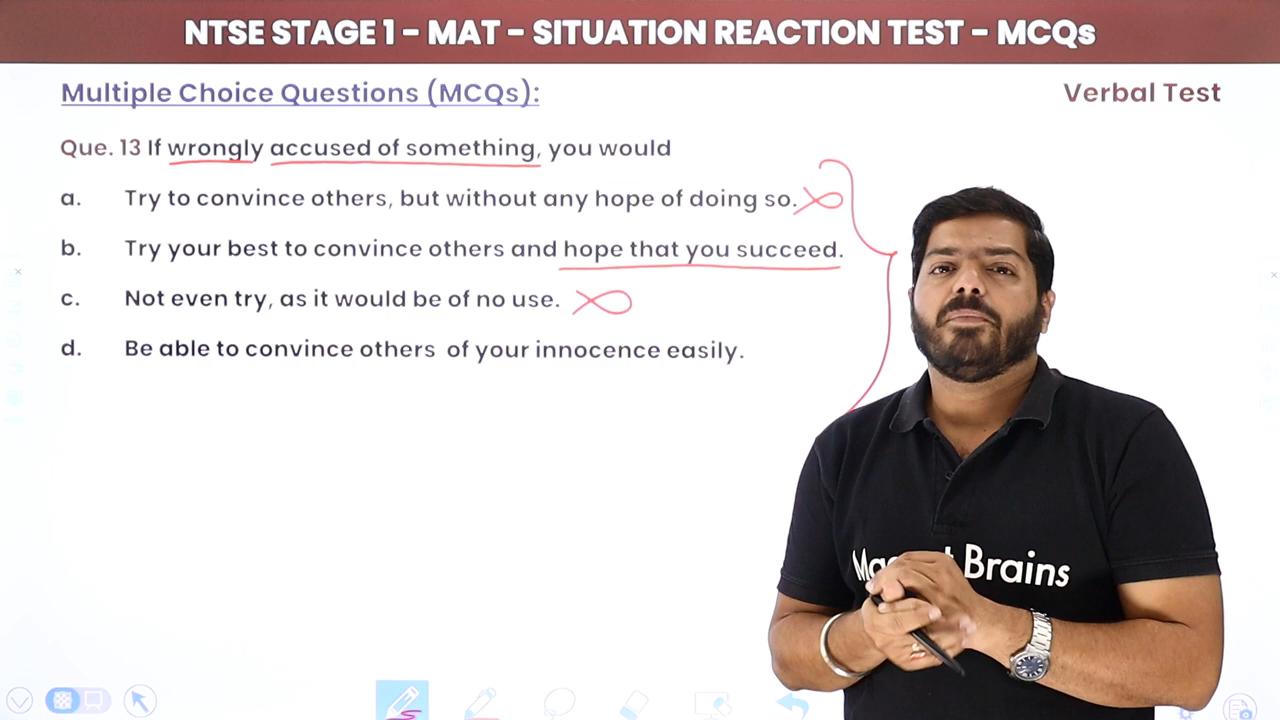 NTSE STAGE 1 – MAT – SITUATION REACTION TEST – MCQs
Multiple Choice Questions (MCQs):
Verbal Test
Que. 13 If wrongly accused of something, you would
a. Try to convince others, but without any hope of doing so.
b. Try your best to convince others and hope that you succeed.
c. Not even try, as it would be of no use.
d. Be able to convince others of your innocence easily.
Brains